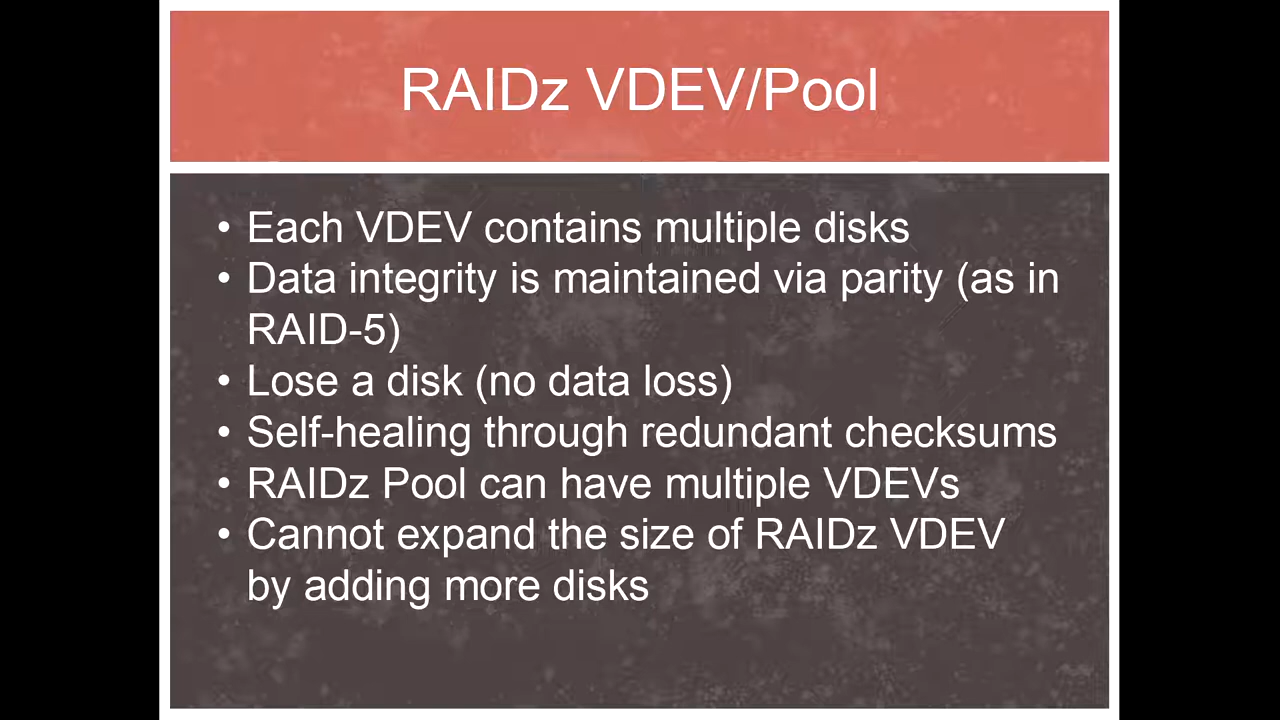 RAIDz VDEV/Pool
• Each VDEV contains multiple disks
• Data integrity is maintained via parity (as in
RAID-5)
• Lose a disk (no data loss)
• Self-healing through redundant checksums
• RAIDz Pool can have multiple VDEVs
• Cannot expand the size of RAIDz VDEV
by adding more disks